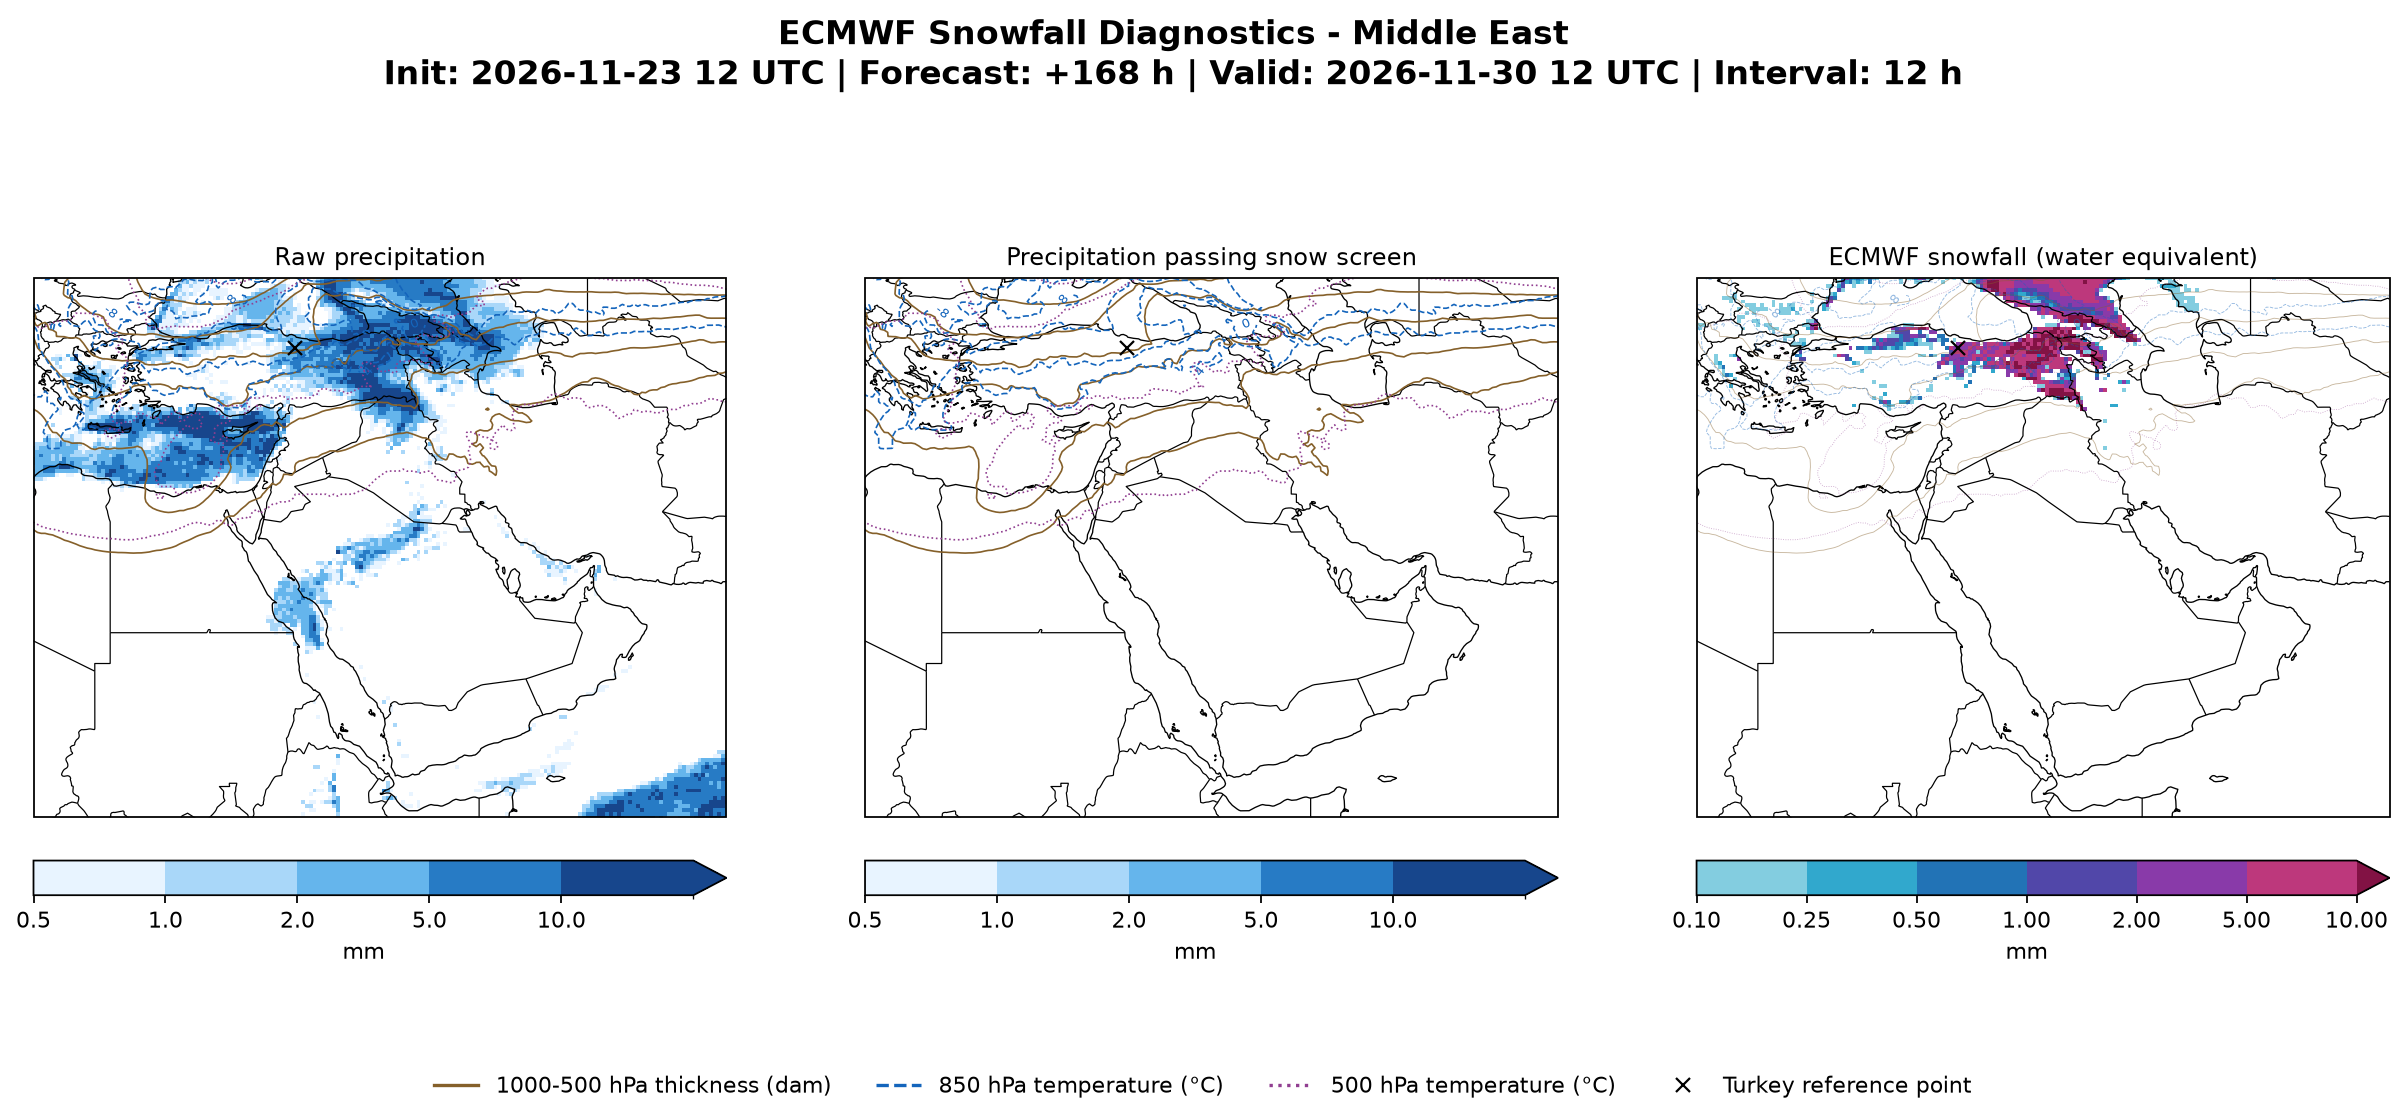 ECMWF Snowfall Diagnostics - Middle East
Init: 2026-11-23 12 UTC | Forecast: +168 h | Valid: 2026-11-30 12 UTC | Interval: 12 h
Raw precipitation
Precipitation passing snow screen
ECMWF snowfall (water equivalent)
0.5 1.0 2.0 5.0 10.0
mm
0.5 1.0 2.0 5.0 10.0
mm
0.10 0.25 0.50 1.00 2.00 5.00 10.00
mm
1000-500 hPa thickness (dam)
850 hPa temperature (°C)
500 hPa temperature (°C)
Turkey reference point